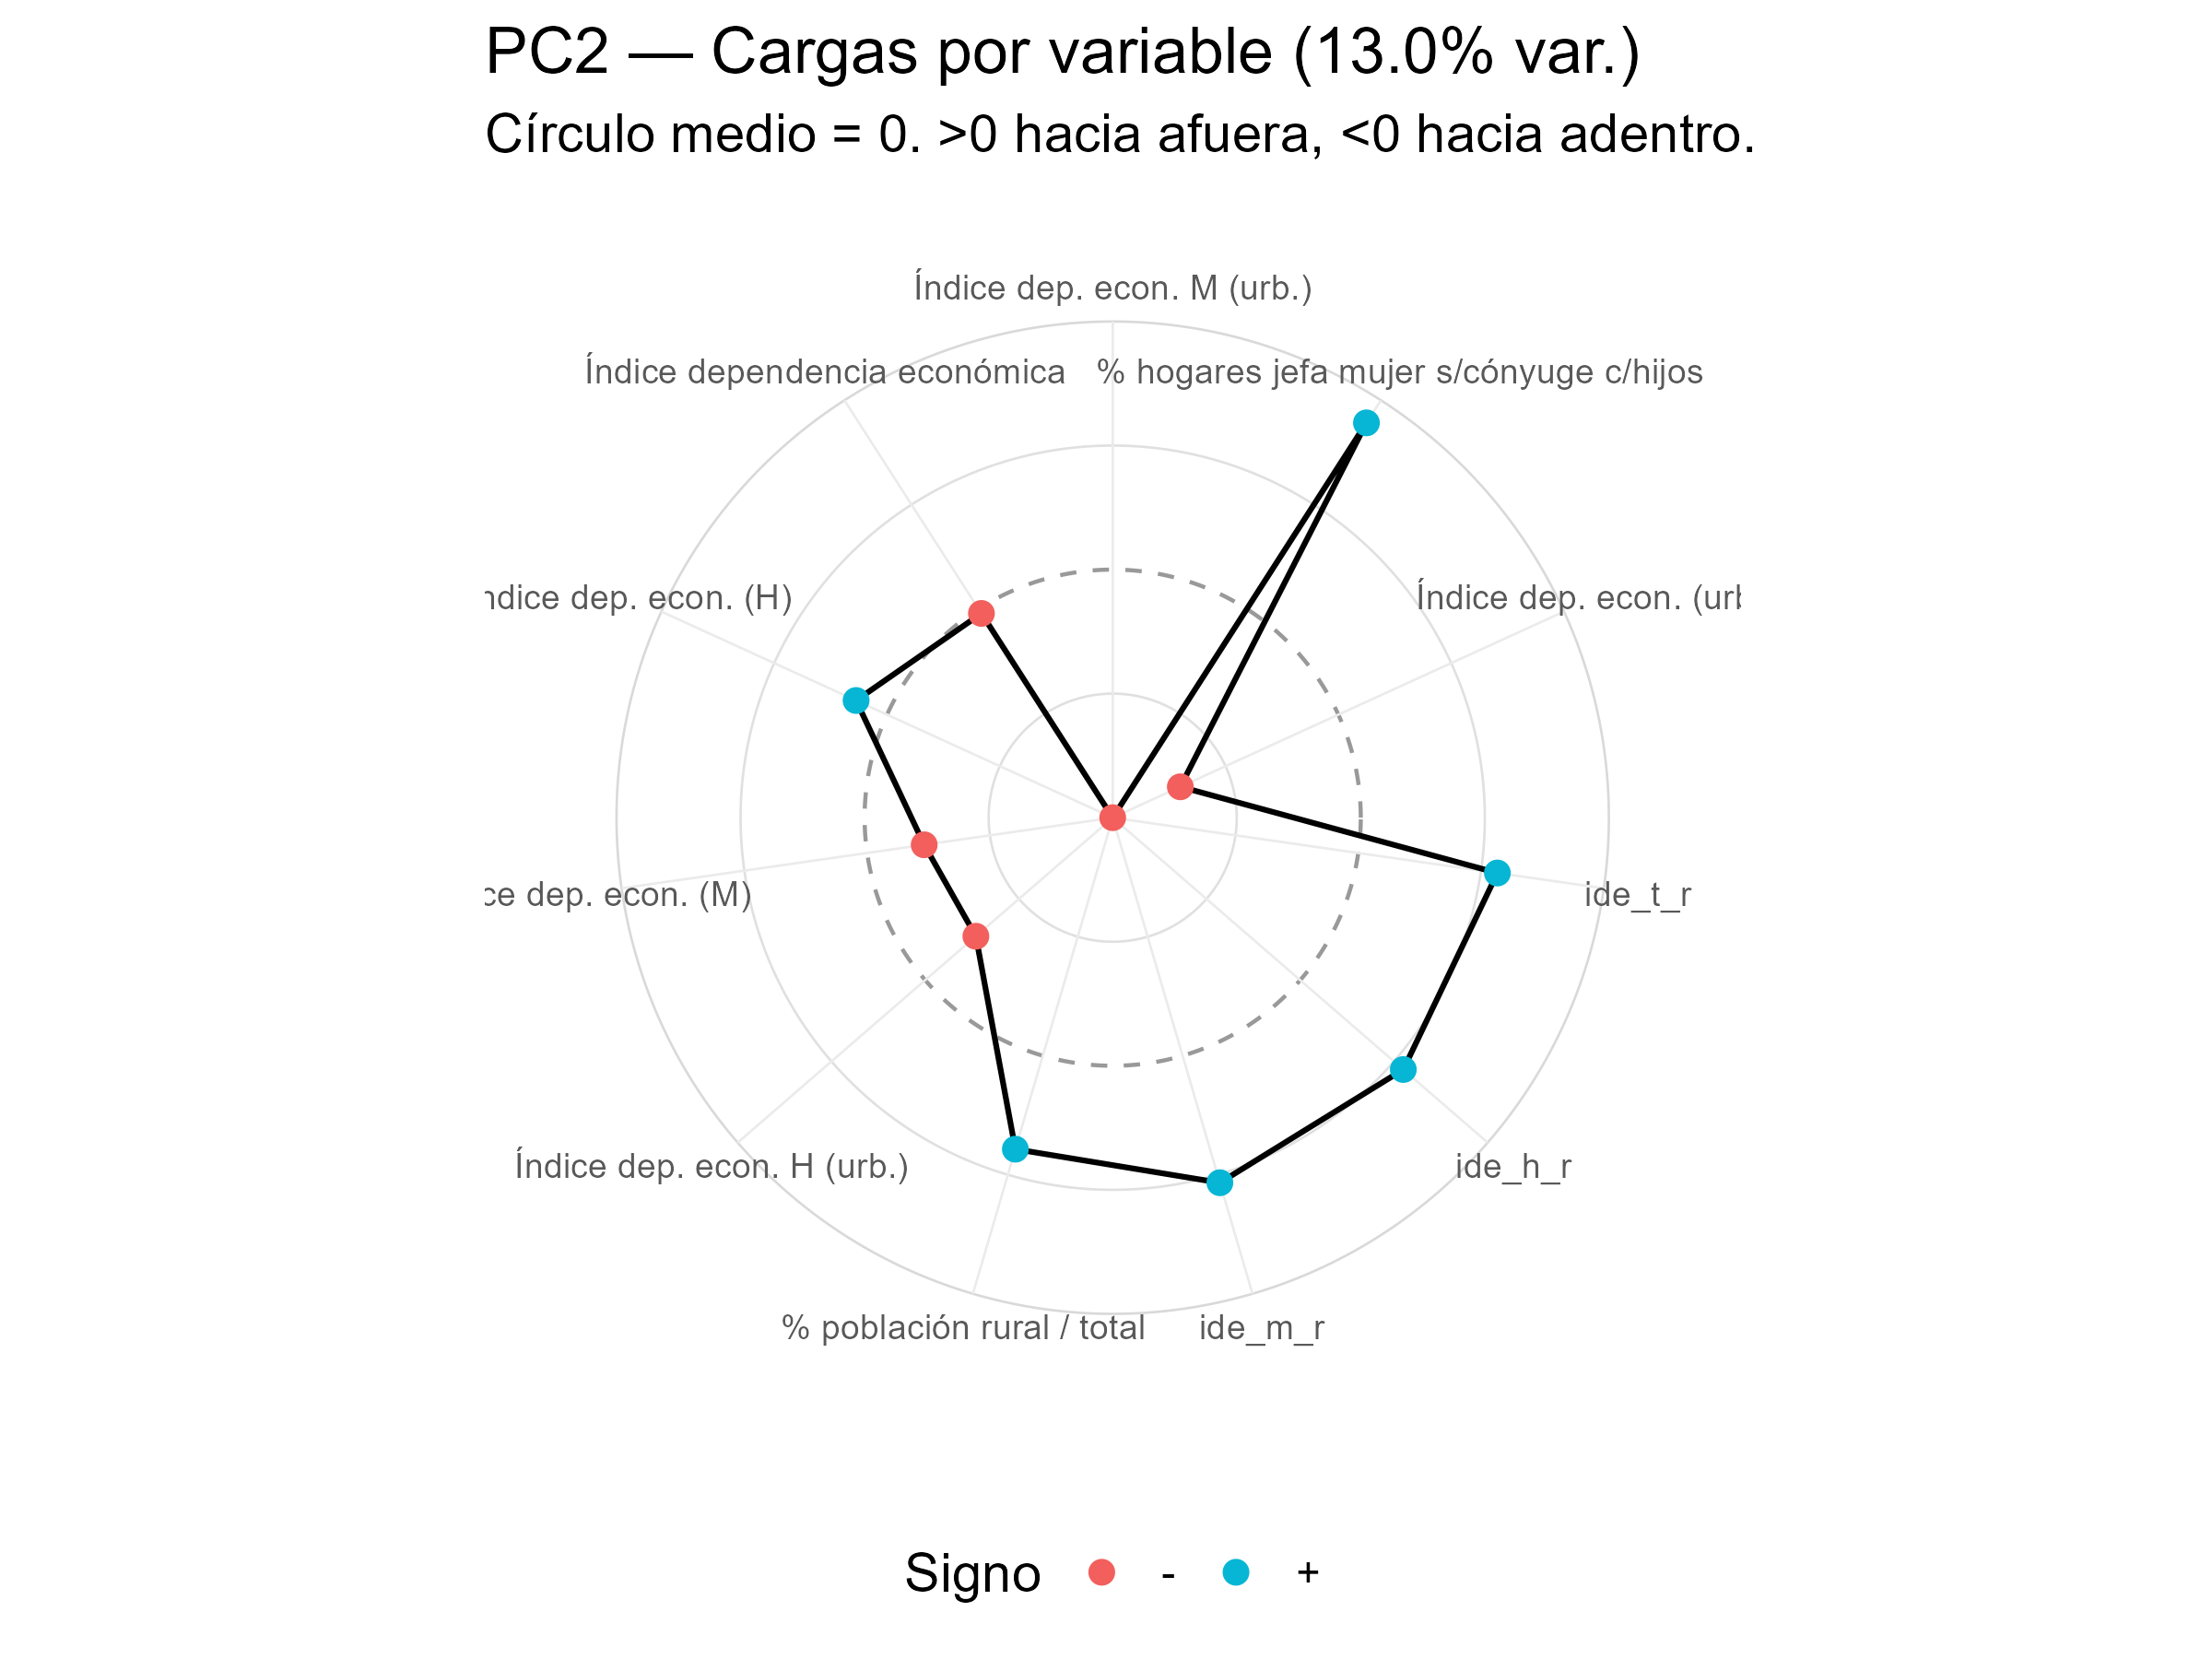 PC2 — Cargas por variable (13.0% var.)
Círculo medio = 0. >0 hacia afuera, <0 hacia adentro.
Índice dep. econ. M (urb.)
Índice dependencia económica
% hogares jefa mujer s/cónyuge c/hijos
ndice dep. econ. (H)
Índice dep. econ. (url
ce dep. econ. (M)
ide_t_r
Índice dep. econ. H (urb.)
ide_h_r
% población rural / total
ide_m_r
Signo - +